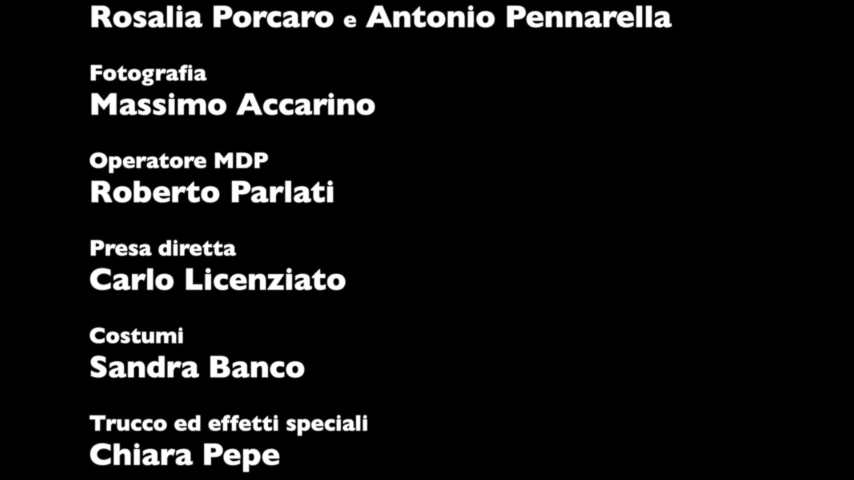 Rosalia Porcaro e Antonio Pennarella
Fotografia
Massimo Accarino
Operatore MDP
Roberto Parlati
Presa diretta
Carlo Licenziato
Costumi
Sandra Banco
Trucco ed effetti speciali
Chiara Pepe